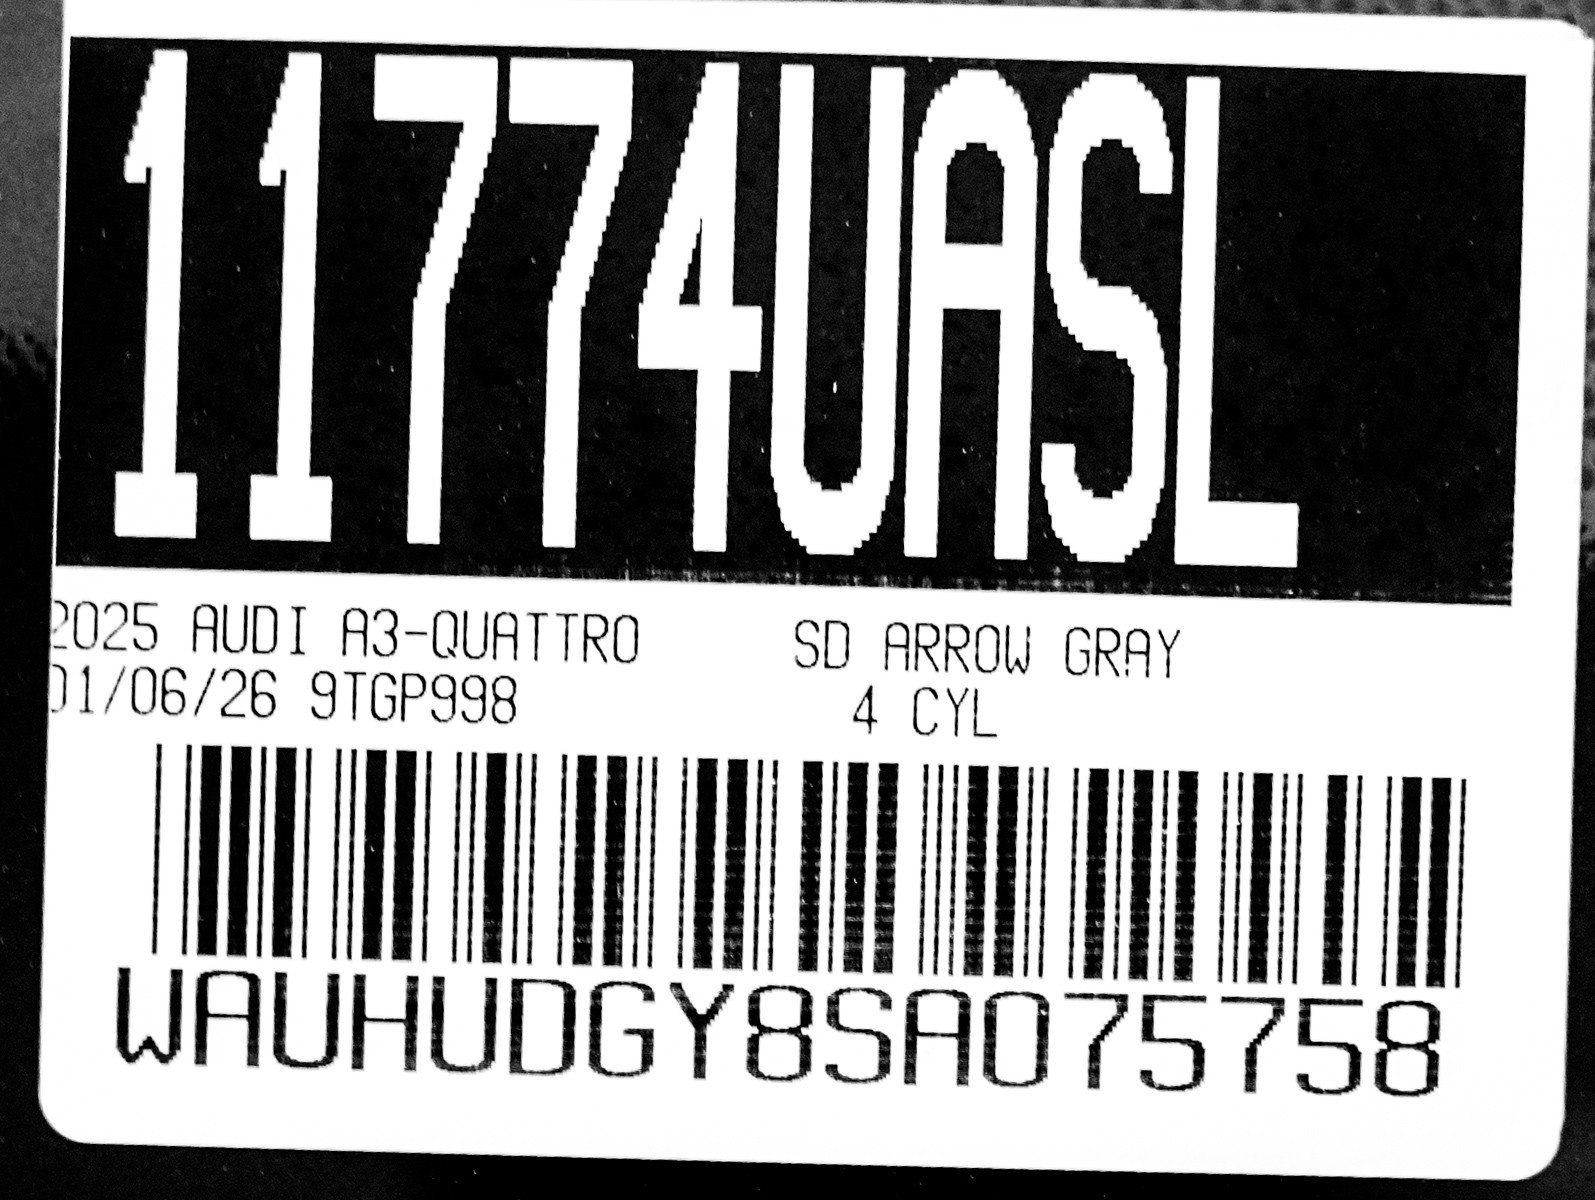 11774UASL
2025 AUDI A3-QUATTRO SD ARROW GRAY
01/06/26 9TGP998 4 CYL
WAUHUDGY8SA075758